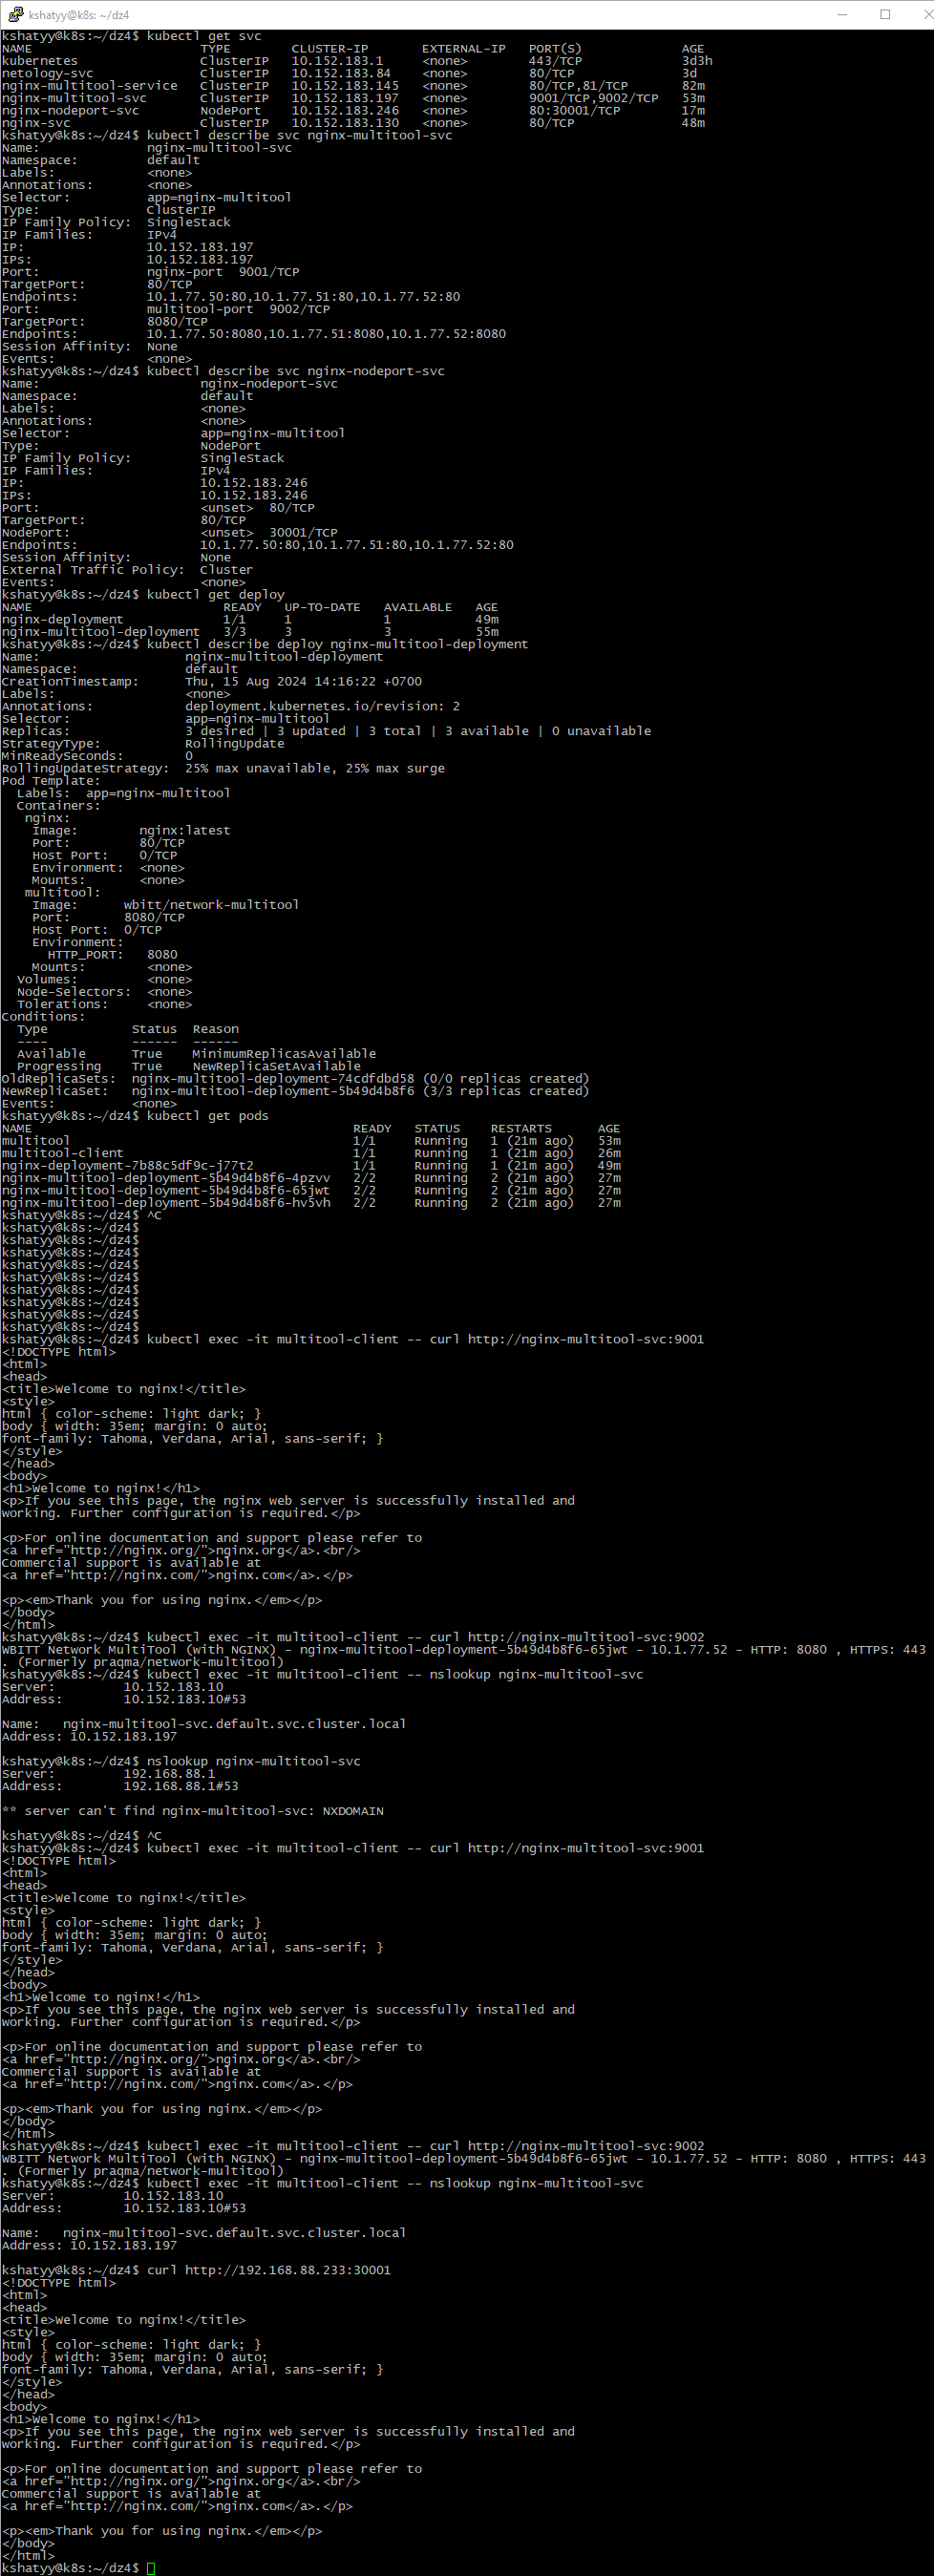 kshatyy@k8s: ~/dz4
kshatyy@k8s:~/dz4$ kubectl get svc
NAME                      TYPE        CLUSTER-IP       EXTERNAL-IP   PORT(S)             AGE
kubernetes                ClusterIP   10.152.183.1     <none>        443/TCP             3d3h
netology-svc              ClusterIP   10.152.183.84    <none>        80/TCP              3d
nginx-multitool-service   ClusterIP   10.152.183.145   <none>        80/TCP,81/TCP       82m
nginx-multitool-svc       ClusterIP   10.152.183.197   <none>        9001/TCP,9002/TCP   53m
nginx-nodeport-svc        NodePort    10.152.183.246   <none>        80:30001/TCP        17m
nginx-svc                 ClusterIP   10.152.183.130   <none>        80/TCP              48m
kshatyy@k8s:~/dz4$ kubectl describe svc nginx-multitool-svc
Name:              nginx-multitool-svc
Namespace:         default
Labels:            <none>
Annotations:       <none>
Selector:          app=nginx-multitool
Type:              ClusterIP
IP Family Policy:  SingleStack
IP Families:       IPv4
IP:                10.152.183.197
IPs:               10.152.183.197
Port:              nginx-port  9001/TCP
TargetPort:        80/TCP
Endpoints:         10.1.77.50:80,10.1.77.51:80,10.1.77.52:80
Port:              multitool-port  9002/TCP
TargetPort:        8080/TCP
Endpoints:         10.1.77.50:8080,10.1.77.51:8080,10.1.77.52:8080
Session Affinity:  None
Events:            <none>
kshatyy@k8s:~/dz4$ kubectl describe svc nginx-nodeport-svc
Name:                     nginx-nodeport-svc
Namespace:                default
Labels:                   <none>
Annotations:              <none>
Selector:                 app=nginx-multitool
Type:                     NodePort
IP Family Policy:         SingleStack
IP Families:              IPv4
IP:                       10.152.183.246
IPs:                      10.152.183.246
Port:                     <unset>  80/TCP
TargetPort:               80/TCP
NodePort:                 <unset>  30001/TCP
Endpoints:                10.1.77.50:80,10.1.77.51:80,10.1.77.52:80
Session Affinity:         None
External Traffic Policy:  Cluster
Events:                   <none>
kshatyy@k8s:~/dz4$ kubectl get deploy
NAME                         READY   UP-TO-DATE   AVAILABLE   AGE
nginx-deployment             1/1     1            1           49m
nginx-multitool-deployment   3/3     3            3           55m
kshatyy@k8s:~/dz4$ kubectl describe deploy nginx-multitool-deployment
Name:                   nginx-multitool-deployment
Namespace:              default
CreationTimestamp:      Thu, 15 Aug 2024 14:16:22 +0700
Labels:                 <none>
Annotations:            deployment.kubernetes.io/revision: 2
Selector:               app=nginx-multitool
Replicas:               3 desired | 3 updated | 3 total | 3 available | 0 unavailable
StrategyType:           RollingUpdate
MinReadySeconds:        0
RollingUpdateStrategy:  25% max unavailable, 25% max surge
Pod Template:
  Labels:  app=nginx-multitool
  Containers:
   nginx:
    Image:        nginx:latest
    Port:         80/TCP
    Host Port:    0/TCP
    Environment:  <none>
    Mounts:       <none>
   multitool:
    Image:      wbitt/network-multitool
    Port:       8080/TCP
    Host Port:  0/TCP
    Environment:
      HTTP_PORT:   8080
    Mounts:        <none>
  Volumes:         <none>
  Node-Selectors:  <none>
  Tolerations:     <none>
Conditions:
  Type           Status  Reason
  ----           ------  ------
  Available      True    MinimumReplicasAvailable
  Progressing    True    NewReplicaSetAvailable
OldReplicaSets:  nginx-multitool-deployment-74cdfdbd58 (0/0 replicas created)
NewReplicaSet:   nginx-multitool-deployment-5b49d4b8f6 (3/3 replicas created)
Events:          <none>
kshatyy@k8s:~/dz4$ kubectl get pods
NAME                                          READY   STATUS    RESTARTS      AGE
multitool                                     1/1     Running   1 (21m ago)   53m
multitool-client                              1/1     Running   1 (21m ago)   26m
nginx-deployment-7b88c5df9c-j77t2             1/1     Running   1 (21m ago)   49m
nginx-multitool-deployment-5b49d4b8f6-4pzvv   2/2     Running   2 (21m ago)   27m
nginx-multitool-deployment-5b49d4b8f6-65jwt   2/2     Running   2 (21m ago)   27m
nginx-multitool-deployment-5b49d4b8f6-hv5vh   2/2     Running   2 (21m ago)   27m
kshatyy@k8s:~/dz4$ ^C
kshatyy@k8s:~/dz4$
kshatyy@k8s:~/dz4$
kshatyy@k8s:~/dz4$
kshatyy@k8s:~/dz4$
kshatyy@k8s:~/dz4$
kshatyy@k8s:~/dz4$
kshatyy@k8s:~/dz4$
kshatyy@k8s:~/dz4$
kshatyy@k8s:~/dz4$
kshatyy@k8s:~/dz4$ kubectl exec -it multitool-client -- curl http://nginx-multitool-svc:9001
<!DOCTYPE html>
<html>
<head>
<title>Welcome to nginx!</title>
<style>
html { color-scheme: light dark; }
body { width: 35em; margin: 0 auto;
font-family: Tahoma, Verdana, Arial, sans-serif; }
</style>
</head>
<body>
<h1>Welcome to nginx!</h1>
<p>If you see this page, the nginx web server is successfully installed and
working. Further configuration is required.</p>

<p>For online documentation and support please refer to
<a href="http://nginx.org/">nginx.org</a>.<br/>
Commercial support is available at
<a href="http://nginx.com/">nginx.com</a>.</p>

<p><em>Thank you for using nginx.</em></p>
</body>
</html>
kshatyy@k8s:~/dz4$ kubectl exec -it multitool-client -- curl http://nginx-multitool-svc:9002
WBITT Network MultiTool (with NGINX) - nginx-multitool-deployment-5b49d4b8f6-65jwt - 10.1.77.52 - HTTP: 8080 , HTTPS: 443
. (Formerly praqma/network-multitool)
kshatyy@k8s:~/dz4$ kubectl exec -it multitool-client -- nslookup nginx-multitool-svc
Server:         10.152.183.10
Address:        10.152.183.10#53

Name:   nginx-multitool-svc.default.svc.cluster.local
Address: 10.152.183.197

kshatyy@k8s:~/dz4$ nslookup nginx-multitool-svc
Server:         192.168.88.1
Address:        192.168.88.1#53

** server can't find nginx-multitool-svc: NXDOMAIN

kshatyy@k8s:~/dz4$ ^C
kshatyy@k8s:~/dz4$ kubectl exec -it multitool-client -- curl http://nginx-multitool-svc:9001
<!DOCTYPE html>
<html>
<head>
<title>Welcome to nginx!</title>
<style>
html { color-scheme: light dark; }
body { width: 35em; margin: 0 auto;
font-family: Tahoma, Verdana, Arial, sans-serif; }
</style>
</head>
<body>
<h1>Welcome to nginx!</h1>
<p>If you see this page, the nginx web server is successfully installed and
working. Further configuration is required.</p>

<p>For online documentation and support please refer to
<a href="http://nginx.org/">nginx.org</a>.<br/>
Commercial support is available at
<a href="http://nginx.com/">nginx.com</a>.</p>

<p><em>Thank you for using nginx.</em></p>
</body>
</html>
kshatyy@k8s:~/dz4$ kubectl exec -it multitool-client -- curl http://nginx-multitool-svc:9002
WBITT Network MultiTool (with NGINX) - nginx-multitool-deployment-5b49d4b8f6-65jwt - 10.1.77.52 - HTTP: 8080 , HTTPS: 443
. (Formerly praqma/network-multitool)
kshatyy@k8s:~/dz4$ kubectl exec -it multitool-client -- nslookup nginx-multitool-svc
Server:         10.152.183.10
Address:        10.152.183.10#53

Name:   nginx-multitool-svc.default.svc.cluster.local
Address: 10.152.183.197

kshatyy@k8s:~/dz4$ curl http://192.168.88.233:30001
<!DOCTYPE html>
<html>
<head>
<title>Welcome to nginx!</title>
<style>
html { color-scheme: light dark; }
body { width: 35em; margin: 0 auto;
font-family: Tahoma, Verdana, Arial, sans-serif; }
</style>
</head>
<body>
<h1>Welcome to nginx!</h1>
<p>If you see this page, the nginx web server is successfully installed and
working. Further configuration is required.</p>

<p>For online documentation and support please refer to
<a href="http://nginx.org/">nginx.org</a>.<br/>
Commercial support is available at
<a href="http://nginx.com/">nginx.com</a>.</p>

<p><em>Thank you for using nginx.</em></p>
</body>
</html>
kshatyy@k8s:~/dz4$